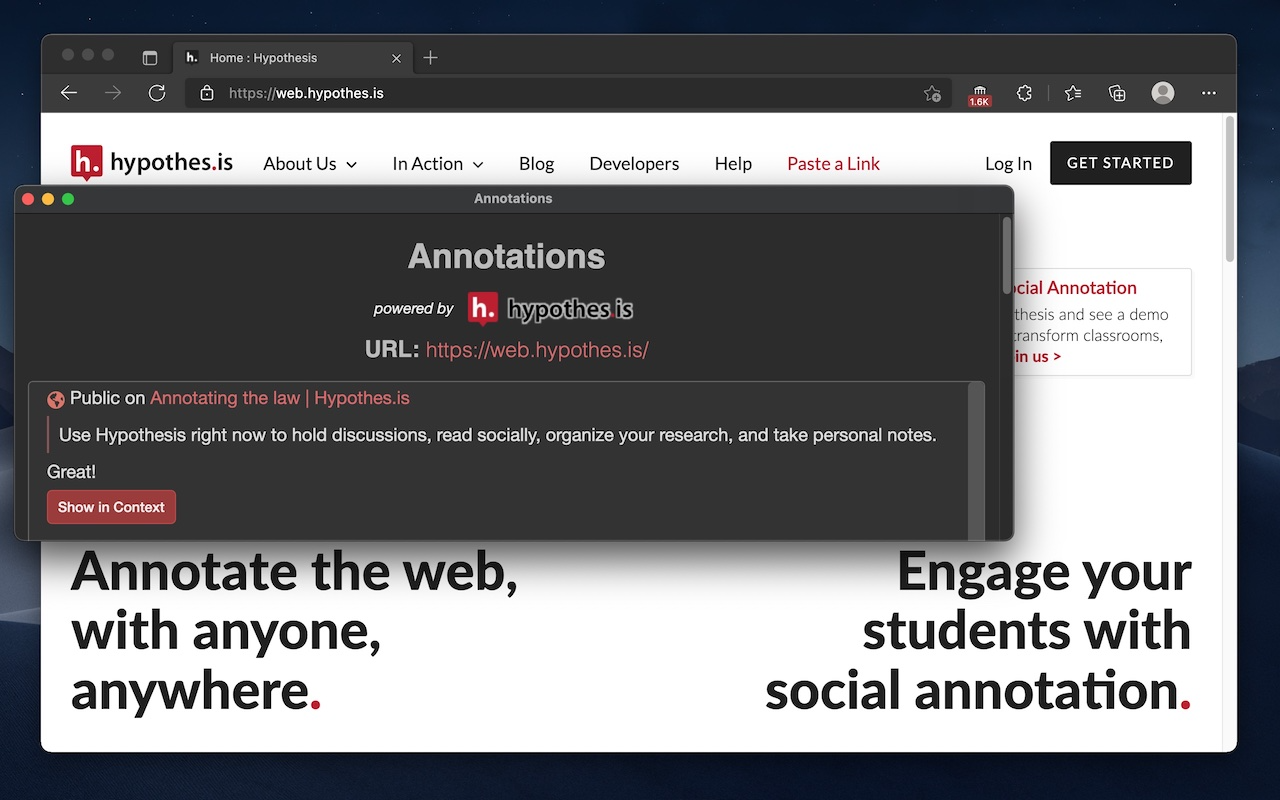 h. Home : Hypothesis
https://web.hypothes.is
1.6K
h. hypothes.is
About Us
In Action
Blog
Developers
Help
Paste a Link
Log In
GET STARTED
Annotations
Annotations
powered by h. hypothes.is
URL: https://web.hypothes.is/
Public on Annotating the law | Hypothes.is
Use Hypothesis right now to hold discussions, read socially, organize your research, and take personal notes.
Great!
Show in Context
cial Annotation
thesis and see a demo
transform classrooms,
in us >
Annotate the web,
with anyone,
anywhere.
Engage your
students with
social annotation.